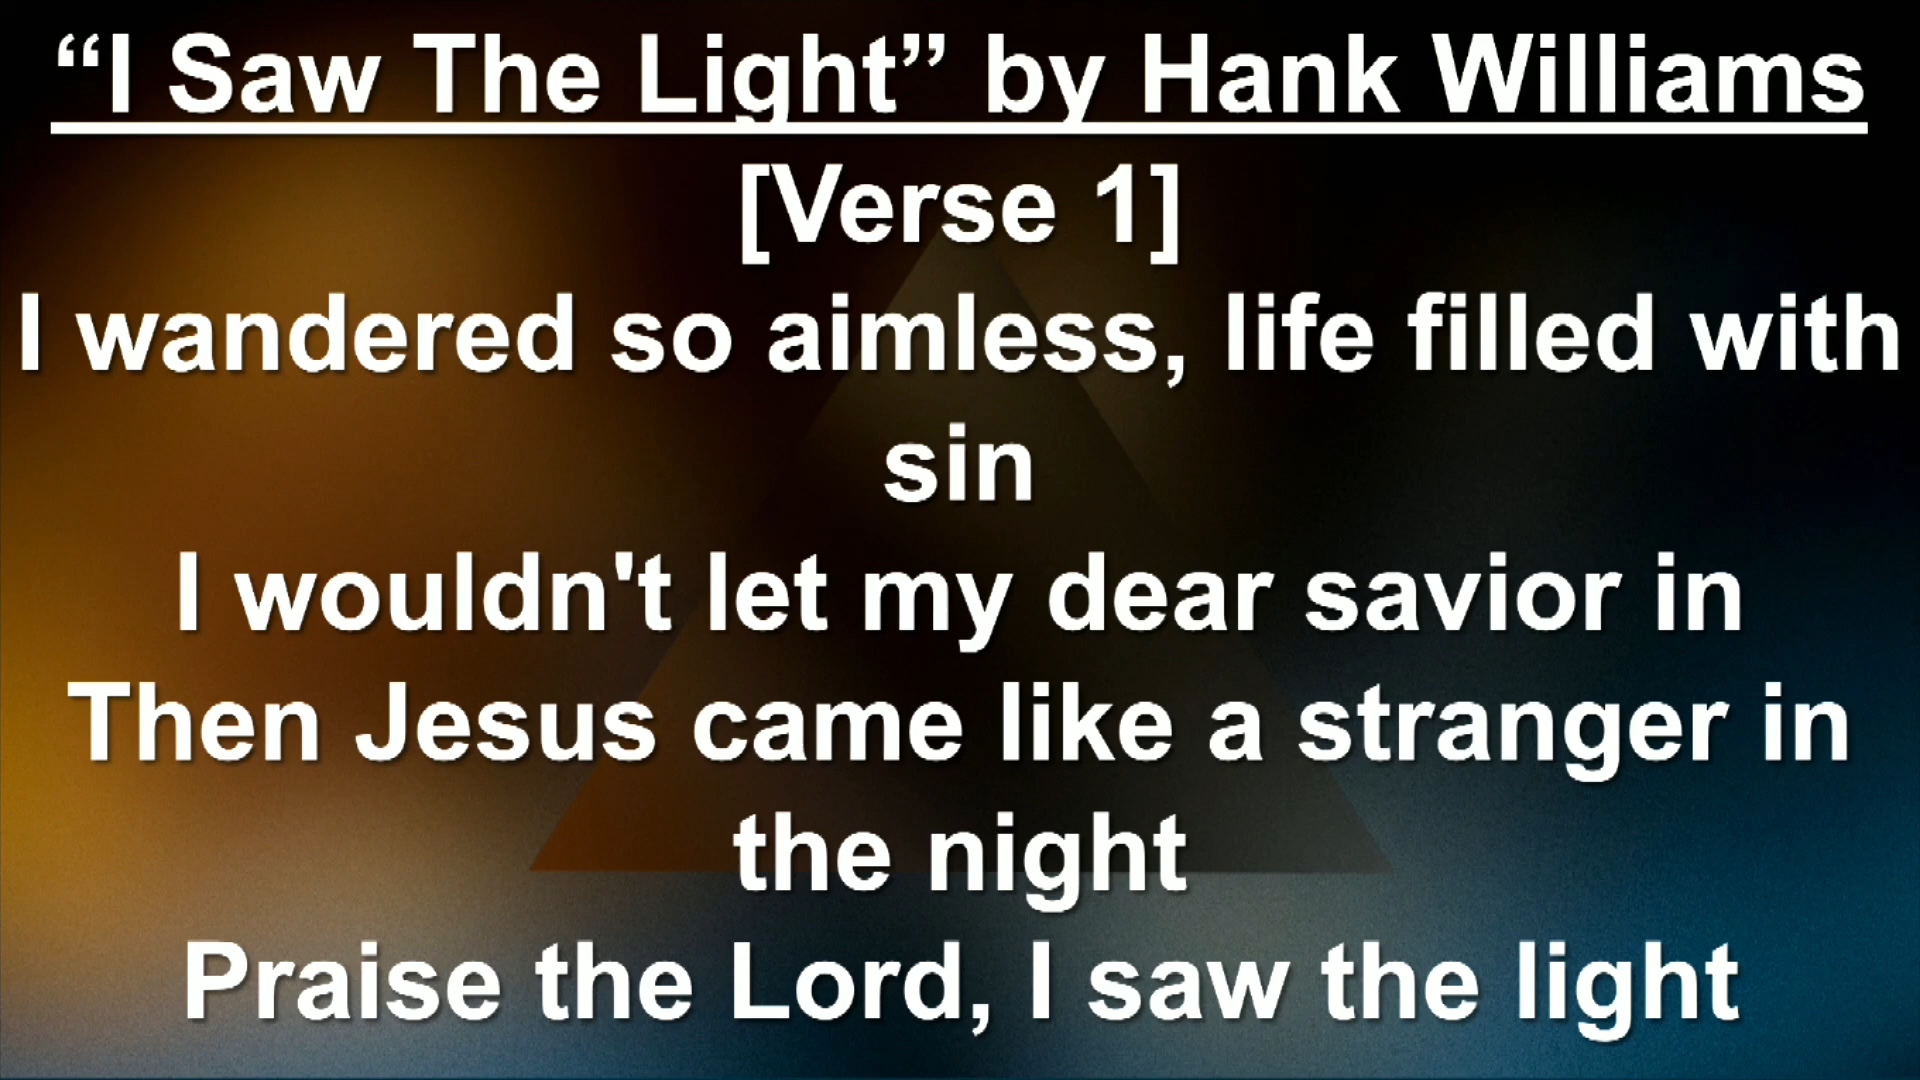 “I Saw The Light” by Hank Williams
[Verse 1]
I wandered so aimless, life filled with
sin
I wouldn't let my dear savior in
Then Jesus came like a stranger in
the night
Praise the Lord, I saw the light